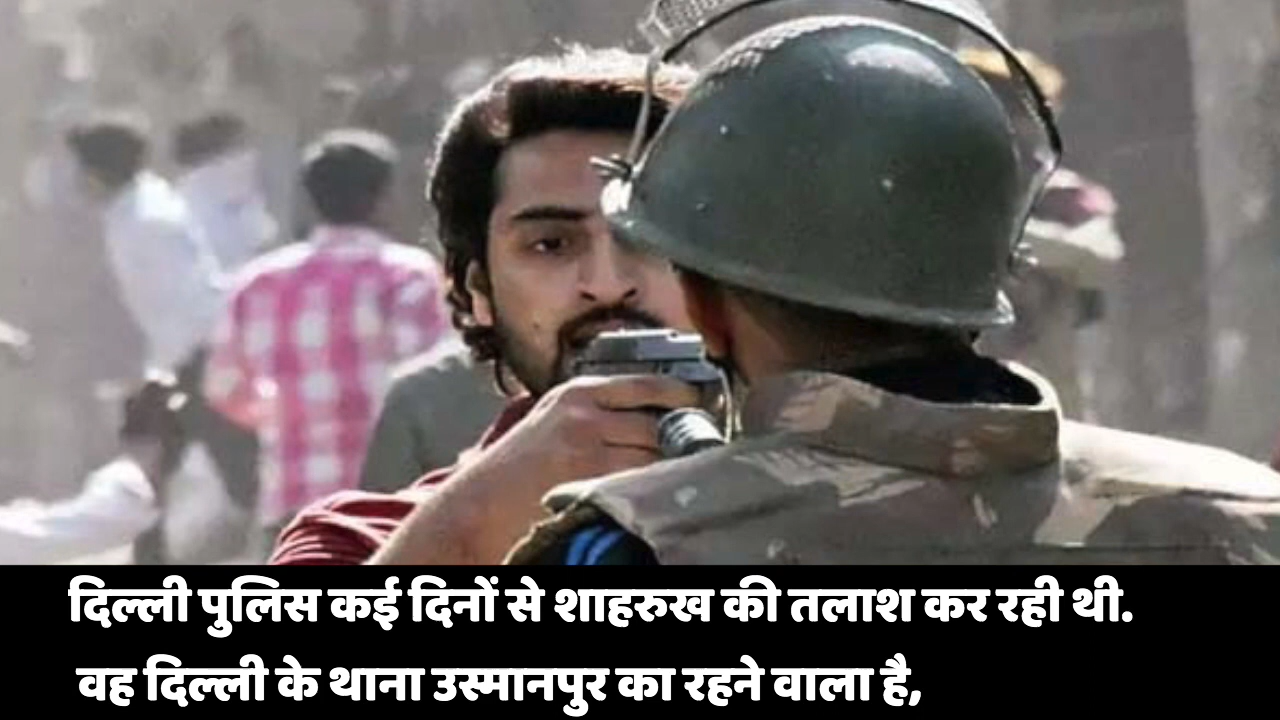 दिल्ली पुलिस कई दिनों से शाहरुख की तलाश कर रही थी.
वह दिल्ली के थाना उस्मानपुर का रहने वाला है,